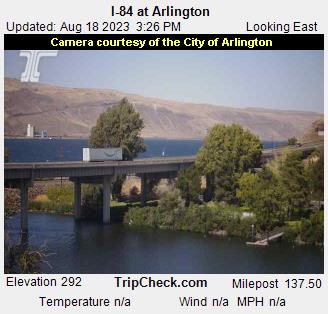 I-84 at Arlington
Updated: Aug 18 2023 3:26 PM Looking East
Camera courtesy of the City of Arlington
Elevation 292 TripCheck.com Milepost 137.50
Temperature n/a Wind n/a MPH n/a